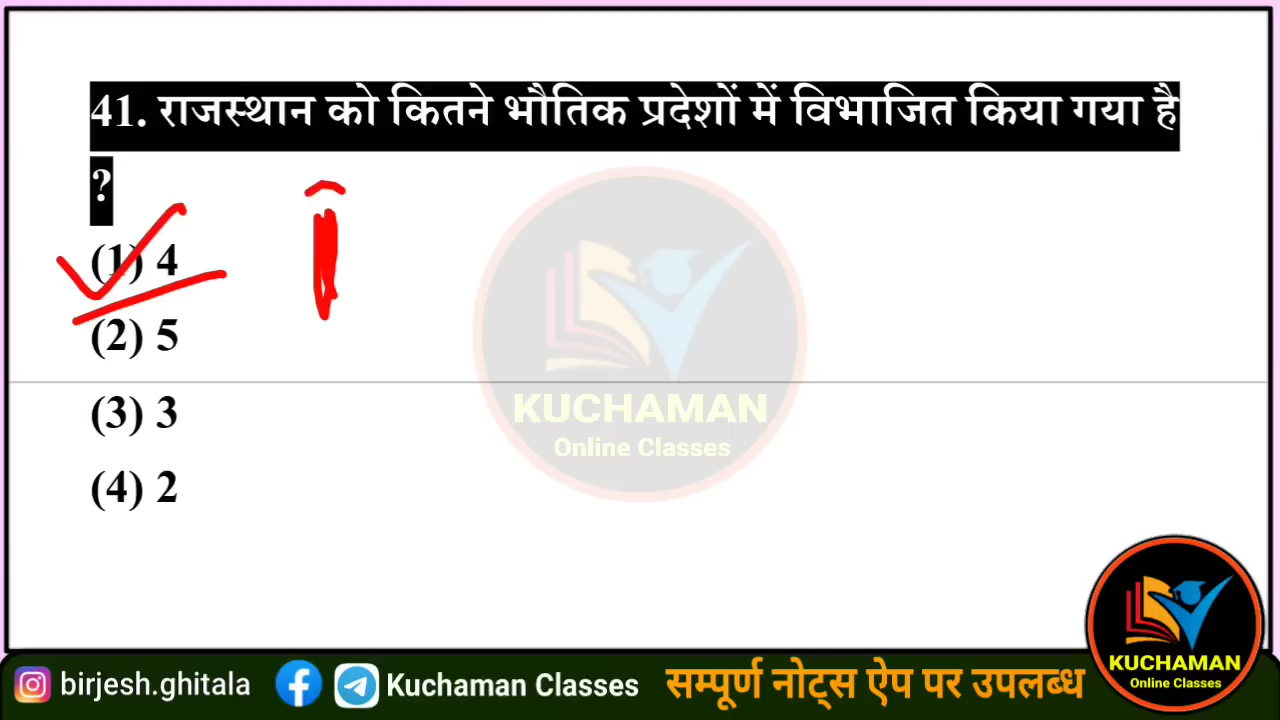 41. राजस्थान को कितने भौतिक प्रदेशों में विभाजित किया गया है
?
(1) 4
(2) 5
(3) 3
(4) 2
KUCHAMAN
Online Classes
KUCHAMAN
Online Classes
birjesh.ghitala
Kuchaman Classes
सम्पूर्ण नोट्स ऐप पर उपलब्ध